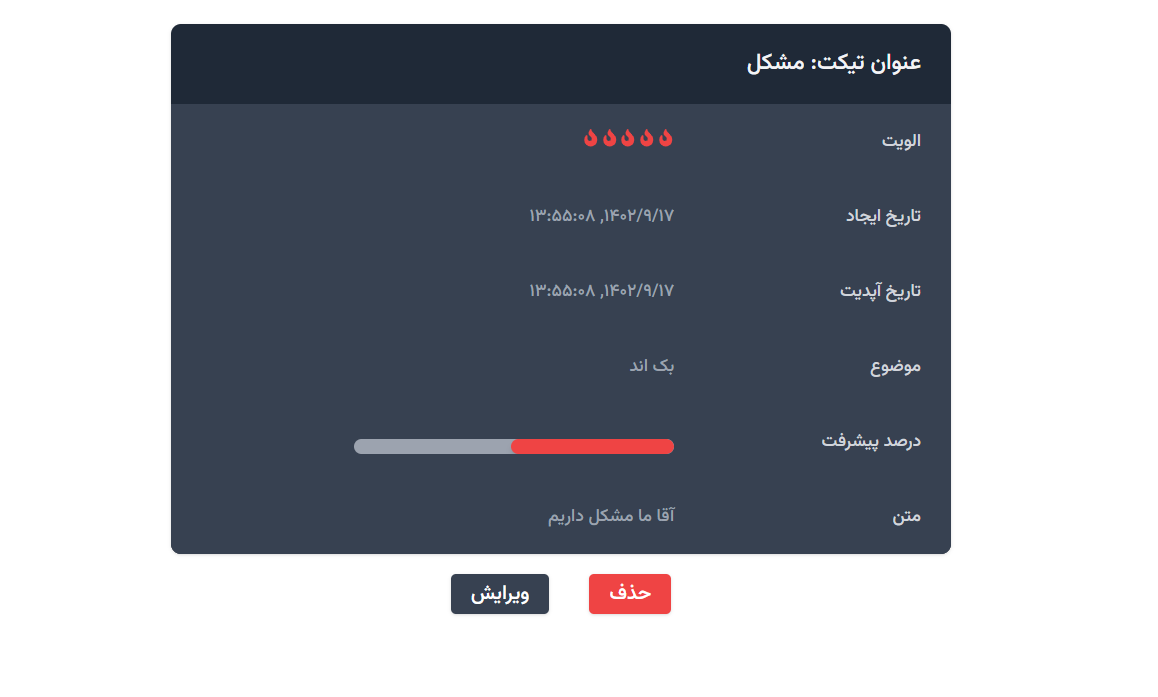 عنوان تیکت: مشکل
الویت
تاریخ ایجاد ۱۴۰۲/۹/۱۷, ۱۳:۵۵:۰۸
تاریخ آپدیت ۱۴۰۲/۹/۱۷, ۱۳:۵۵:۰۸
موضوع بک اند
درصد پیشرفت
متن آقا ما مشکل داریم
حذف ویرایش